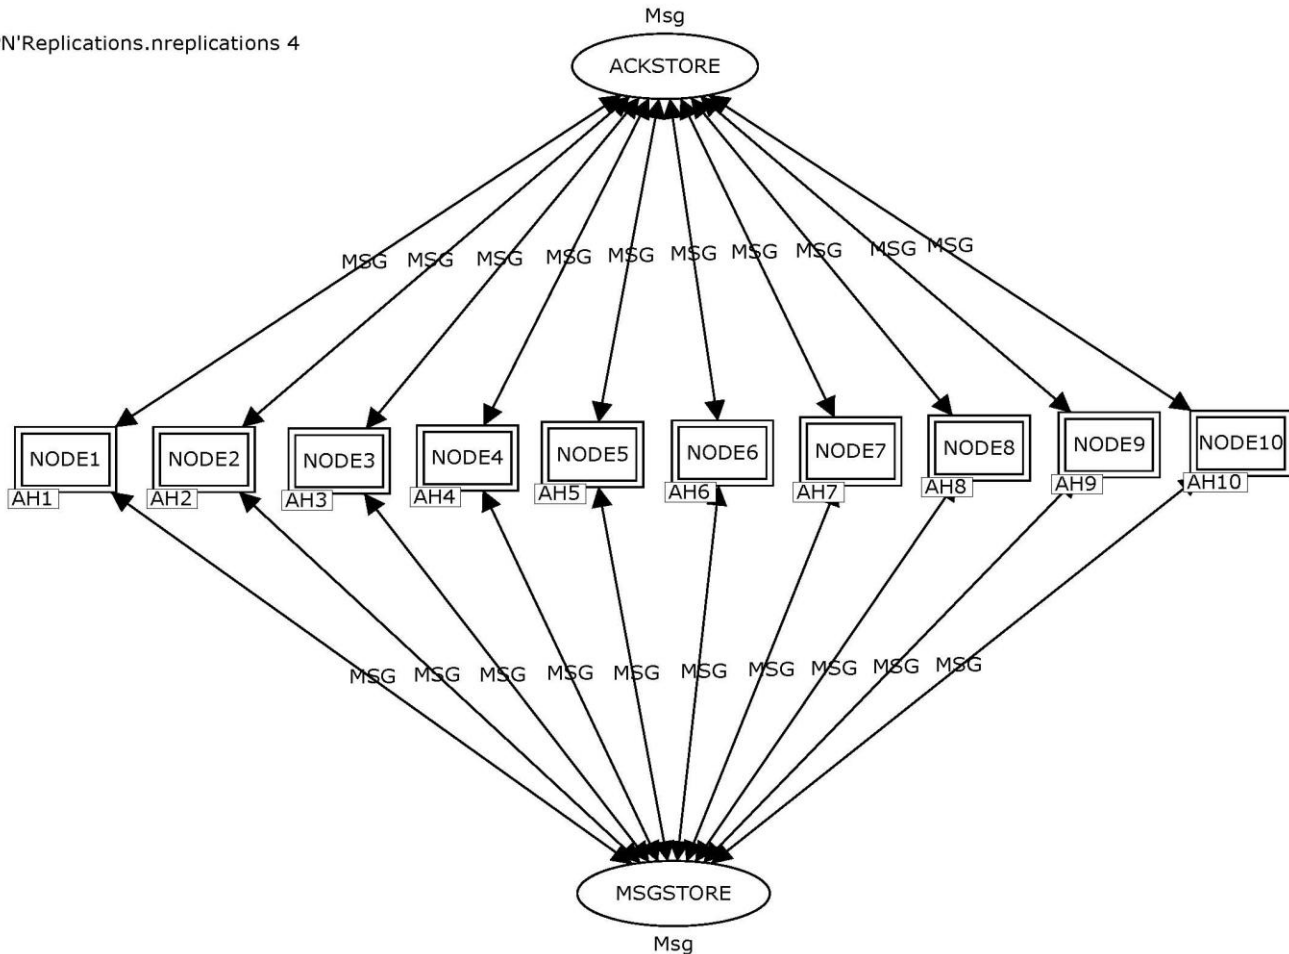 Msg
N'Replications.nreplications 4
ACKSTORE
MSG MSG MSG MSG MSG MSG MSG MSG MSG MSG
NODE1 NODE2 NODE3 NODE4 NODE5 NODE6 NODE7 NODE8 NODE9 NODE10
AH1 AH2 AH3 AH4 AH5 AH6 AH7 AH8 AH9 AH10
MSG MSG MSG MSG MSG MSG MSG MSG MSG MSG
MSGSTORE
Msg